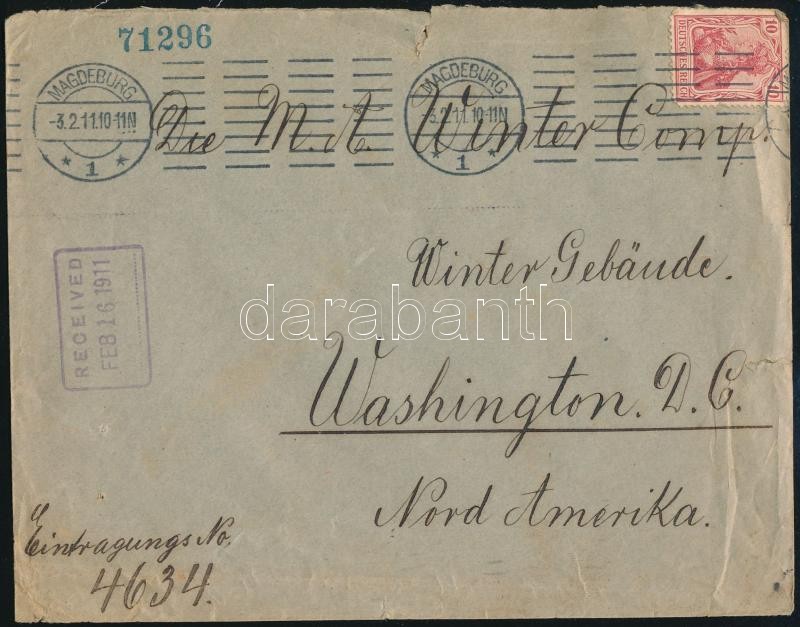 71296
MAGDEBURG
-3.2.11.10-11N
* 1 *
MAGDEBURG
-3.2.11.10-11N
* 1 *
10
DEUTSCHES REICH
Die M. A. Winter Comp.
Winter Gebäude.
RECEIVED
FEB 16 1911
darabanth
Washington. D. C.
Nord Amerika.
Eintragungs No.
4634.